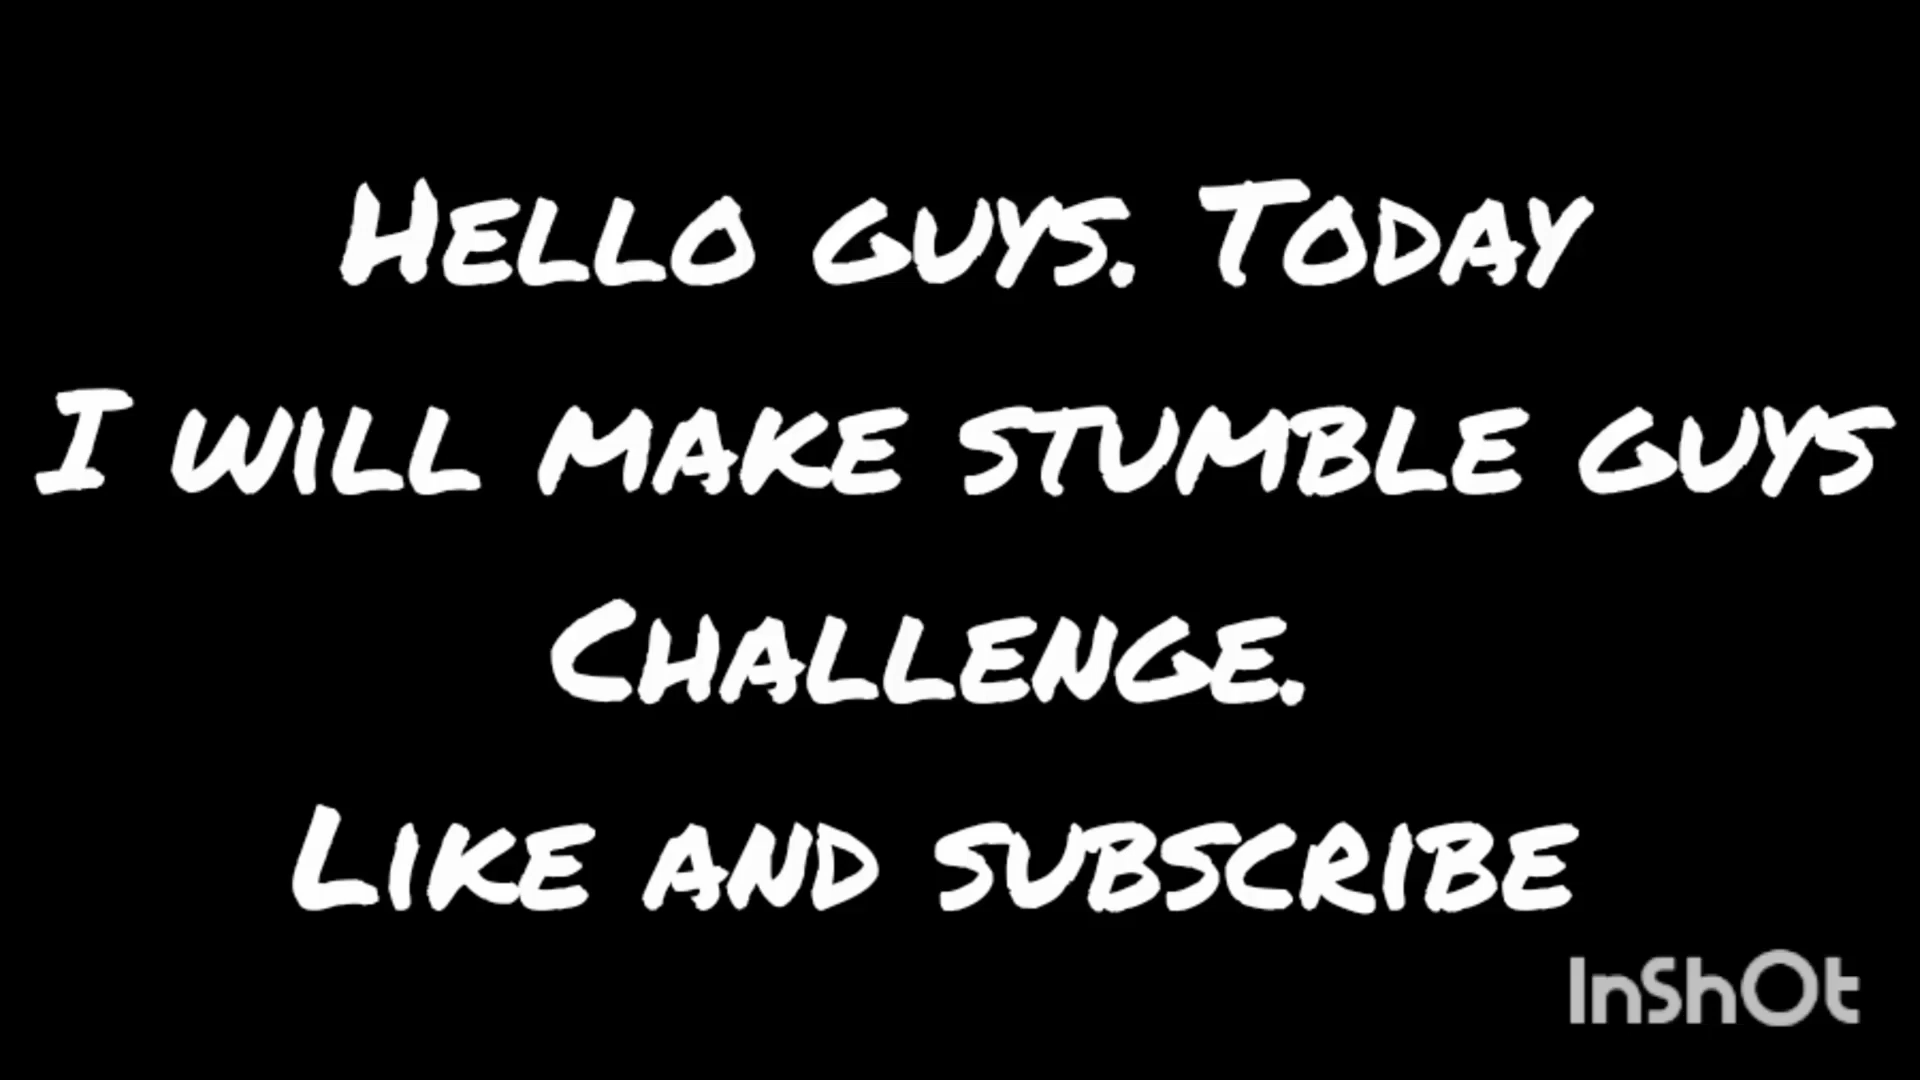 Hello guys. Today
I will make stumble guys
Challenge.
Like and subscribe
InShOt